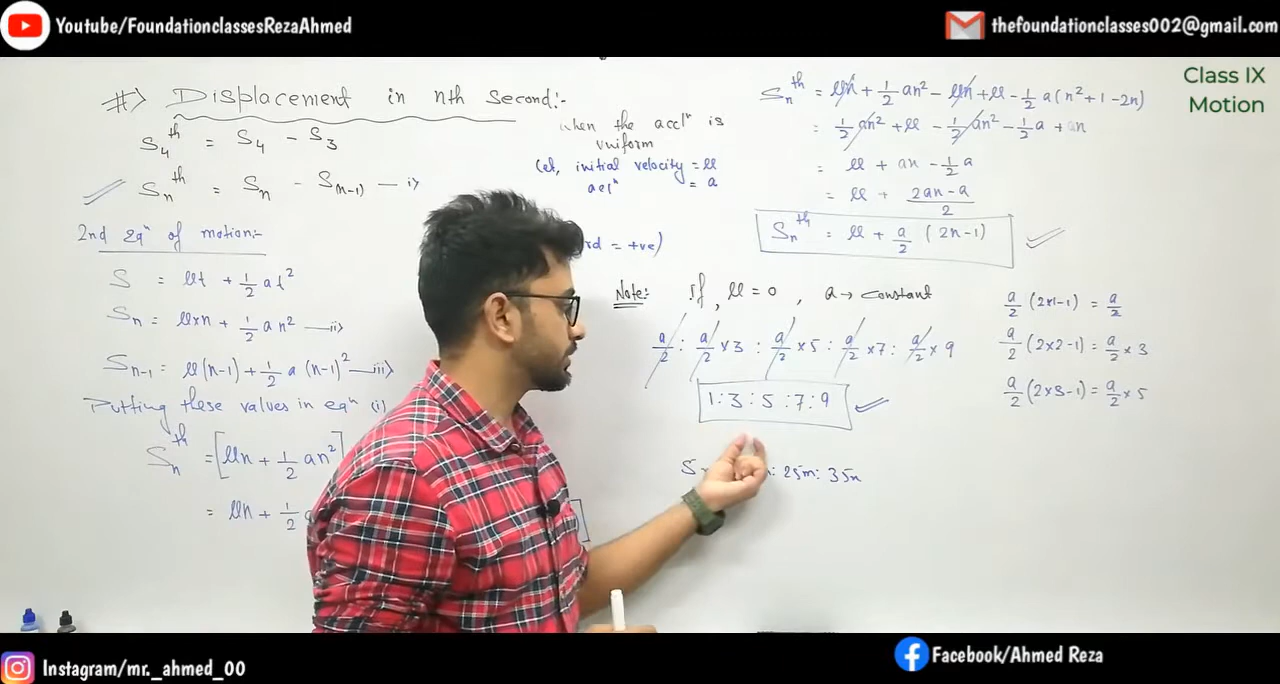 Youtube/FoundationclassesRezaAhmed
thefoundationclasses002@gmail.com
Class IX
Motion
#⇒ Displacement in nth second:-
S₄ᵗʰ = S₄ - S₃
Sₙᵗʰ = Sₙ - S₍ₙ₋₁₎ — i)
2nd Eqⁿ of motion:-
S = ut + 1/2 at²
Sₙ = u×n + 1/2 an² — ii)
Sₙ₋₁ = u(n-1) + 1/2 a (n-1)² — iii)
Putting these values in eqⁿ (i)
Sₙᵗʰ = [un + 1/2 an²]
= un + 1/2
when the accⁿ is
uniform
Let, initial velocity = u
accⁿ = a
= +ve)
Sₙᵗʰ = un + 1/2 an² - un + u - 1/2 a(n² + 1 - 2n)
= 1/2 an² + u - 1/2 an² - 1/2 a + an
= u + an - 1/2 a
= u + (2an - a)/2
Sₙᵗʰ = u + a/2 (2n-1)
Note:- If, u = 0, a → constant
a/2 : a/2 ×3 : a/2 ×5 : a/2 ×7 : a/2 × 9
1:3:5:7:9
: 25m: 35m
a/2 (2×1-1) = a/2
a/2 (2×2-1) = a/2 × 3
a/2 (2×3-1) = a/2 × 5
Instagram/mr._ahmed_00
Facebook/Ahmed Reza